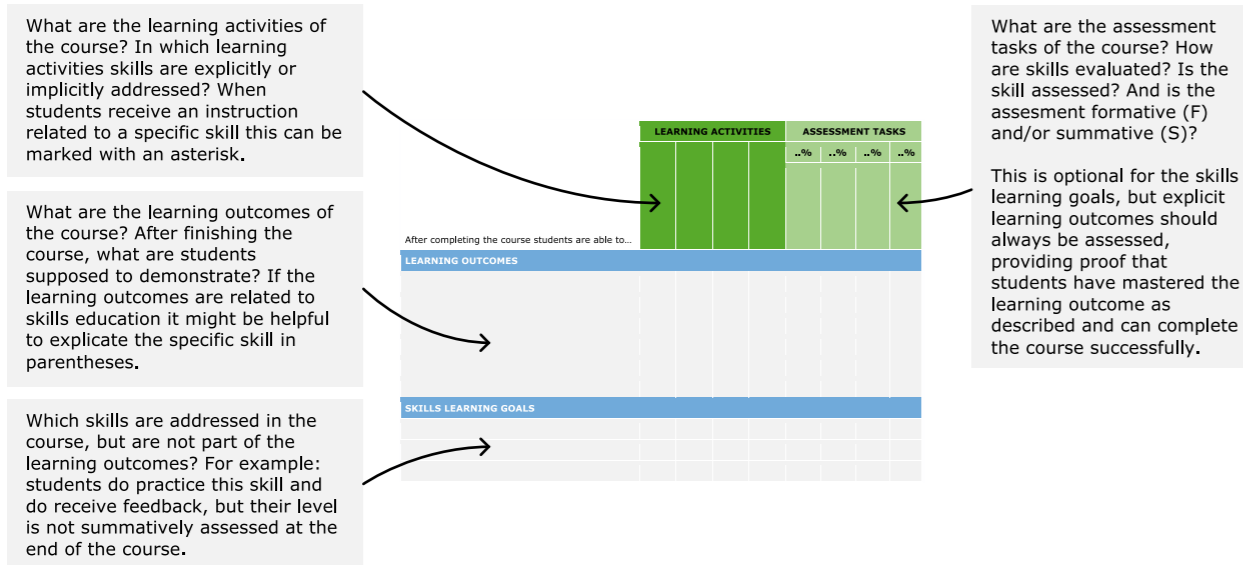 What are the learning activities of
the course? In which learning
activities skills are explicitly or
implicitly addressed? When
students receive an instruction
related to a specific skill this can be
marked with an asterisk.
What are the learning outcomes of
the course? After finishing the
course, what are students
supposed to demonstrate? If the
learning outcomes are related to
skills education it might be helpful
to explicate the specific skill in
parentheses.
Which skills are addressed in the
course, but are not part of the
learning outcomes? For example:
students do practice this skill and
do receive feedback, but their level
is not summatively assessed at the
end of the course.
LEARNING ACTIVITIES
ASSESSMENT TASKS
..% ..% ..% ..%
After completing the course students are able to...
LEARNING OUTCOMES
SKILLS LEARNING GOALS
What are the assessment
tasks of the course? How
are skills evaluated? Is the
skill assessed? And is the
assesment formative (F)
and/or summative (S)?
This is optional for the skills
learning goals, but explicit
learning outcomes should
always be assessed,
providing proof that
students have mastered the
learning outcome as
described and can complete
the course successfully.